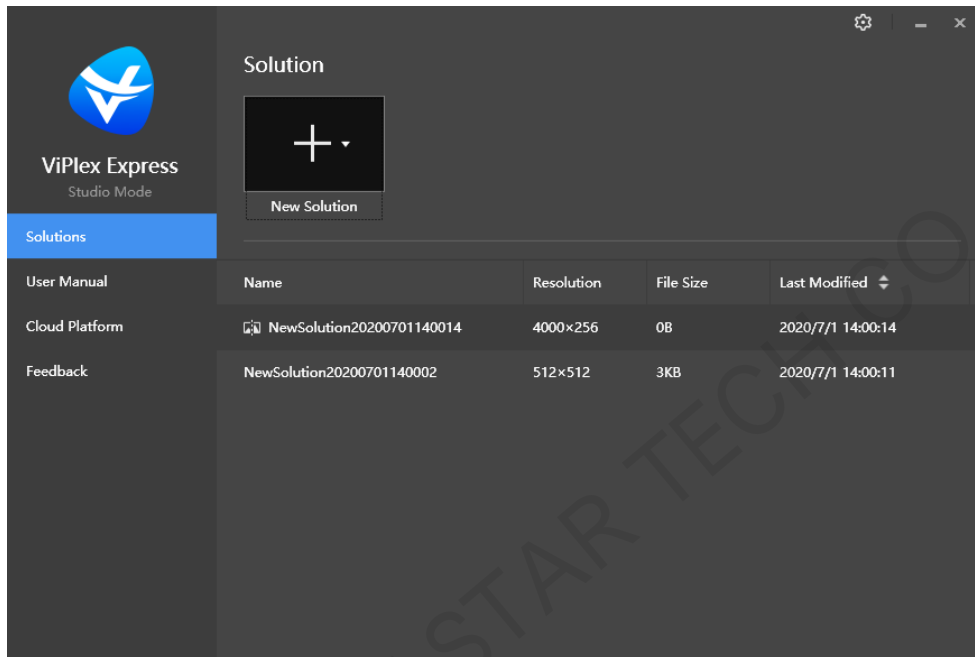 Solution
ViPlex Express
Studio Mode
New Solution
Solutions
User Manual
Cloud Platform
Feedback
Name Resolution File Size Last Modified
NewSolution20200701140014 4000×256 0B 2020/7/1 14:00:14
NewSolution20200701140002 512×512 3KB 2020/7/1 14:00:11
STAR TECH CO